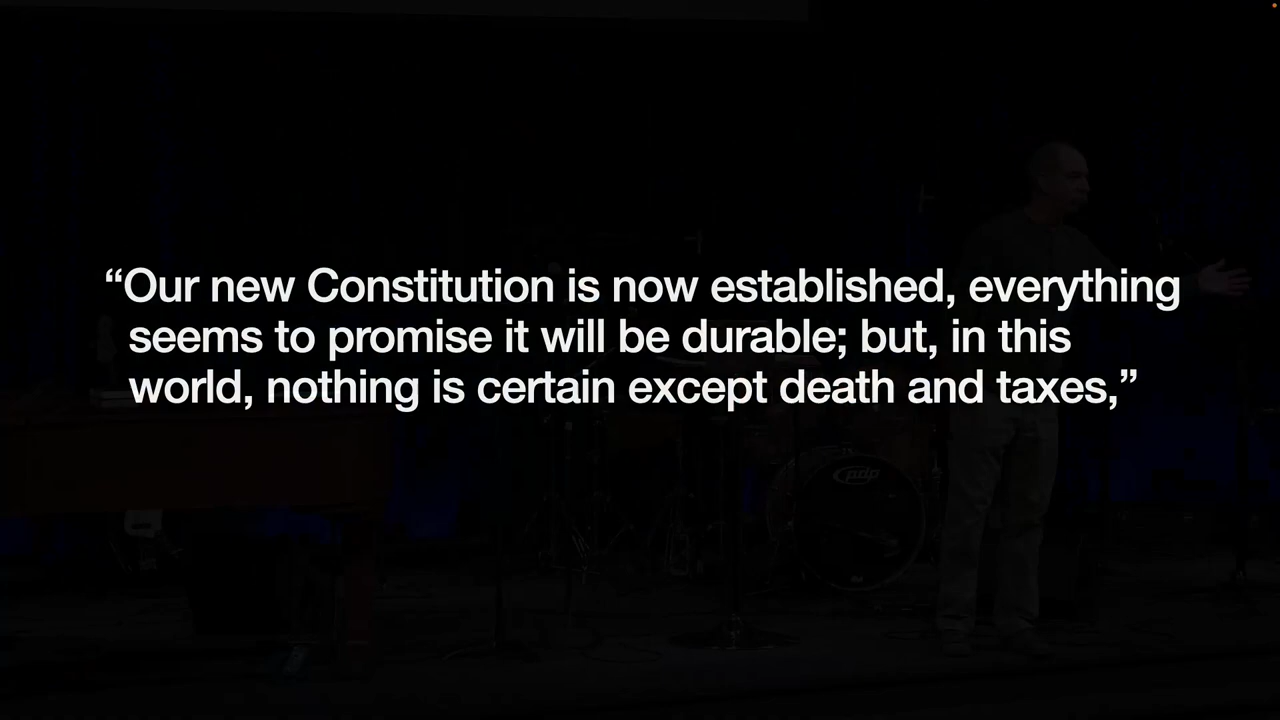 “Our new Constitution is now established, everything
seems to promise it will be durable; but, in this
world, nothing is certain except death and taxes,”
pdp